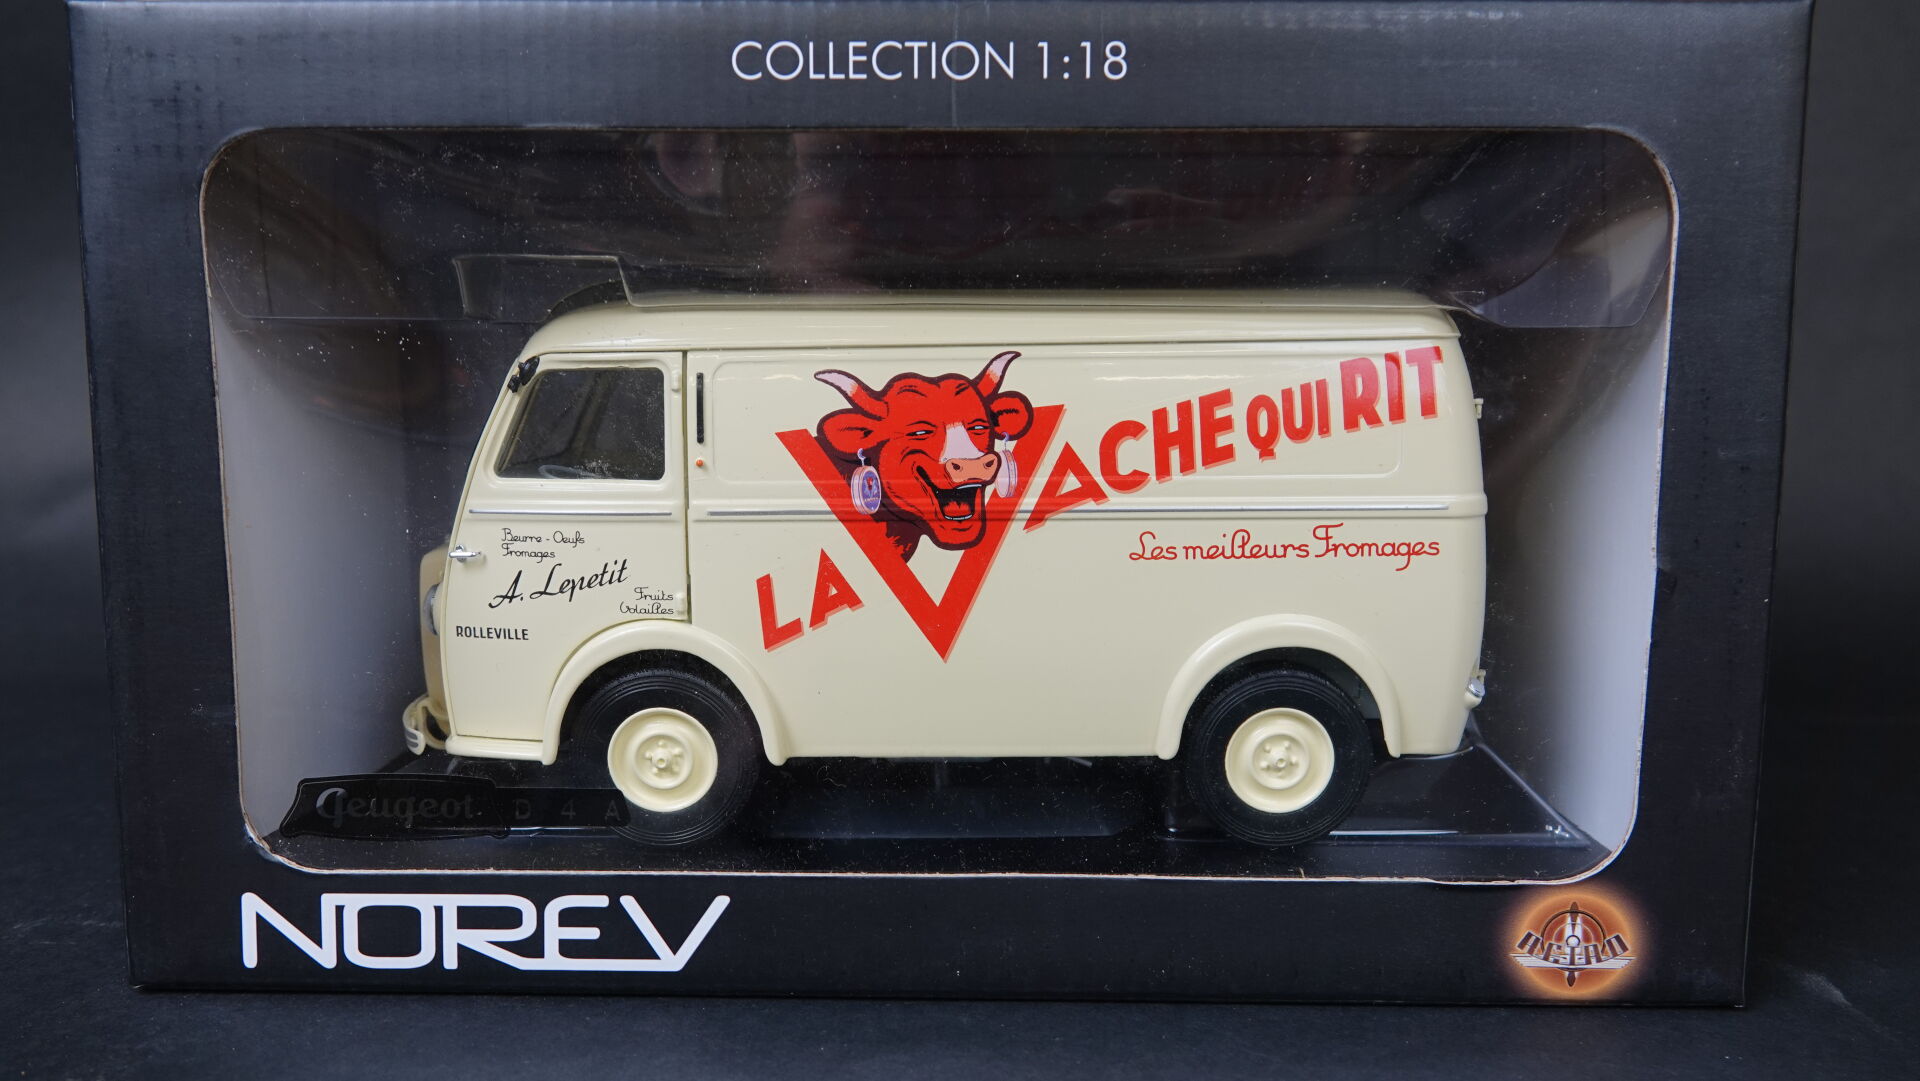 COLLECTION 1:18
LA VACHE QUI RIT
Les meilleurs Fromages
Beurre - Oeufs
Fromages
A. Lepetit
Fruits
Volailles
ROLLEVILLE
Peugeot D 4 A
NOREV
RETRO